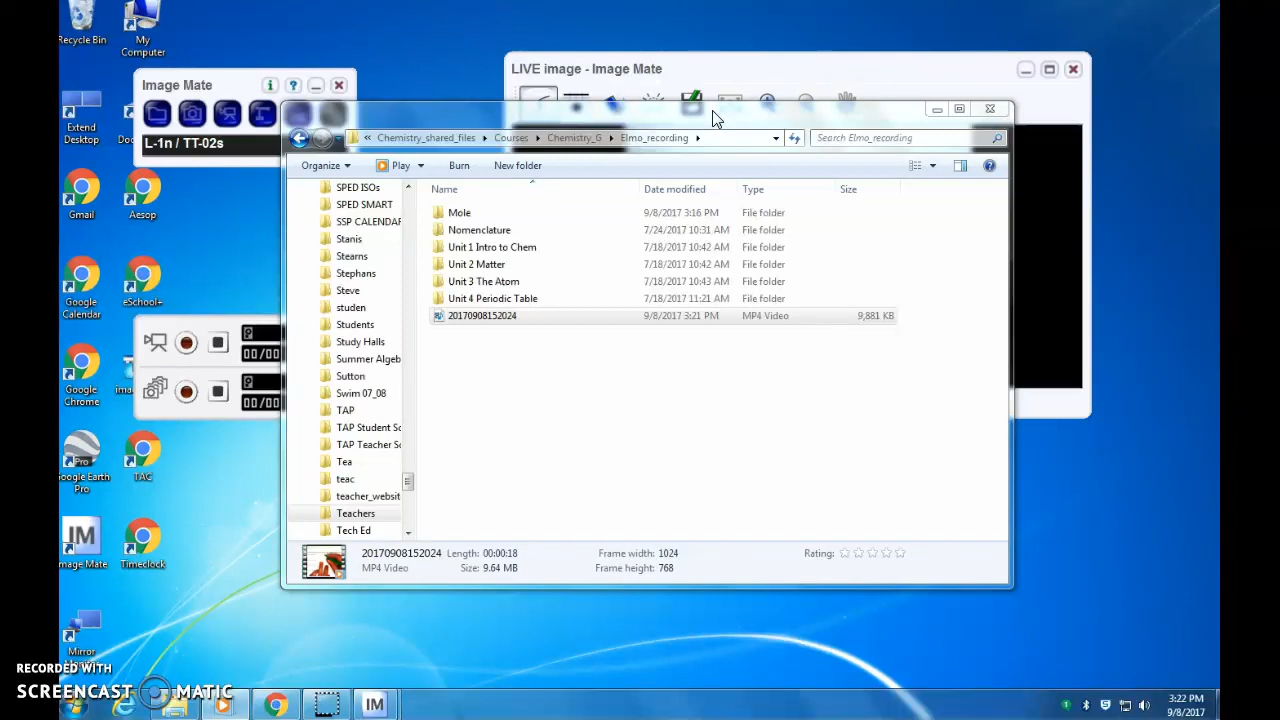 Recycle Bin
My
Computer
Image Mate
LIVE image - Image Mate
L-1n / TT-02s
Extend
Desktop
« Chemistry_shared_files Courses Chemistry_G Elmo_recording
Search Elmo_recording
Organize Play Burn New folder
Name Date modified Type Size
SPED ISOs
SPED SMART
SSP CALENDAR
Stanis
Stearns
Stephans
Steve
studen
Students
Study Halls
Summer Algeb
Sutton
Swim 07_08
TAP
TAP Student Sc
TAP Teacher Sc
Tea
teac
teacher_websit
Teachers
Tech Ed
Mole 9/8/2017 3:16 PM File folder
Nomenclature 7/24/2017 10:31 AM File folder
Unit 1 Intro to Chem 7/18/2017 10:42 AM File folder
Unit 2 Matter 7/18/2017 10:42 AM File folder
Unit 3 The Atom 7/18/2017 10:43 AM File folder
Unit 4 Periodic Table 7/18/2017 11:21 AM File folder
20170908152024 9/8/2017 3:21 PM MP4 Video 9,881 KB
Gmail
Aesop
Google
Calendar
eSchool+
00/00
00/00
Google
Chrome
ima
Pro
Google Earth
Pro
TAC
IM
Image Mate
Timeclock
Mirror
20170908152024 Length: 00:00:18 Frame width: 1024 Rating:
MP4 Video Size: 9.64 MB Frame height: 768
RECORDED WITH
SCREENCAST MATIC
IM
3:22 PM
9/8/2017